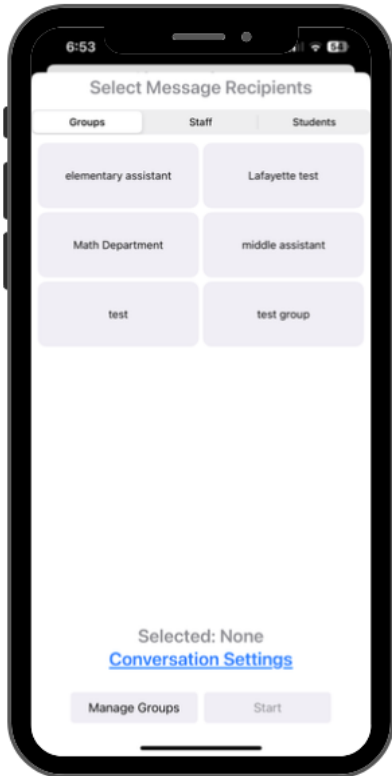 6:53
54
Select Message Recipients
Groups Staff Students
elementary assistant Lafayette test
Math Department middle assistant
test test group
Selected: None
Conversation Settings
Manage Groups Start